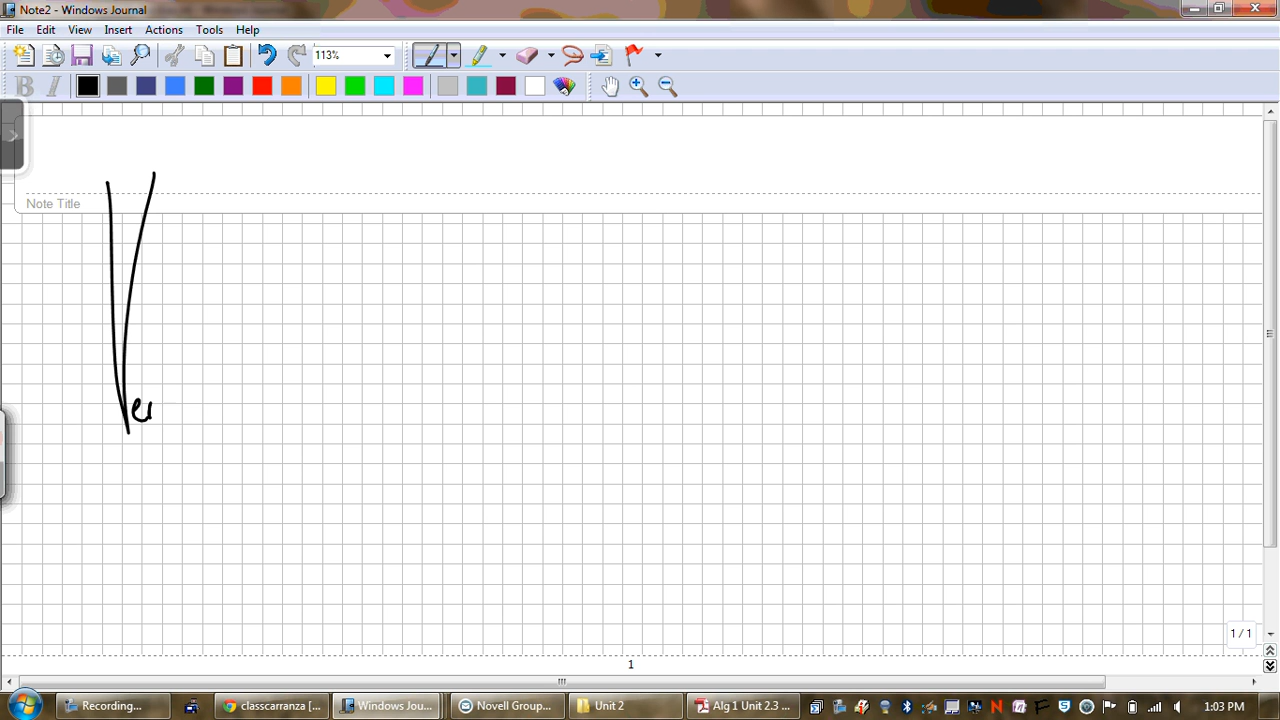 Note2 - Windows Journal
File Edit View Insert Actions Tools Help
113%
B I
Note Title
Ver
1 / 1
1
Recording... classcarranza [... Windows Jou... Novell Group... Unit 2 Alg 1 Unit 2.3 ... 1:03 PM